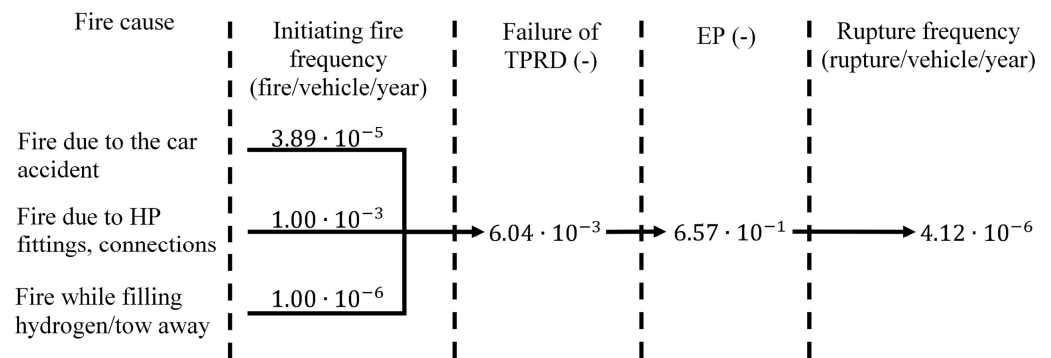 Fire cause
Initiating fire
frequency
(fire/vehicle/year)
Failure of
TPRD (-)
EP (-)
Rupture frequency
(rupture/vehicle/year)
Fire due to the car
accident
3.89 · 10⁻⁵
Fire due to HP
fittings, connections
1.00 · 10⁻³
6.04 · 10⁻³
6.57 · 10⁻¹
4.12 · 10⁻⁶
Fire while filling
hydrogen/tow away
1.00 · 10⁻⁶